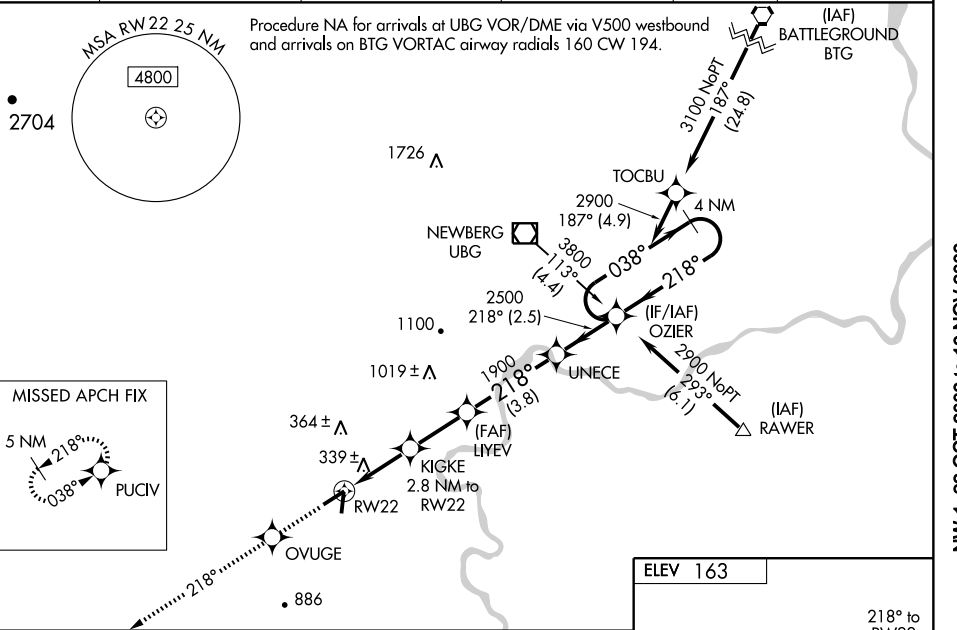 Procedure NA for arrivals at UBG VOR/DME via V500 westbound
and arrivals on BTG VORTAC airway radials 160 CW 194.
MSA RW22 25 NM
4800
2704
(IAF)
BATTLEGROUND
BTG
3100 NoPT
187°
(24.8)
1726
TOCBU
2900
187° (4.9)
4 NM
NEWBERG
UBG
3800
113°
(4.4)
038°
218°
2500
218° (2.5)
(IF/IAF)
OZIER
1100
UNECE
2900 NoPT
293°
(6.1)
1019 ±
1900
218°
(3.8)
(IAF)
RAWER
MISSED APCH FIX
5 NM
218°
038°
PUCIV
364 ±
(FAF)
LIYEV
339 ±
KIGKE
2.8 NM to
RW22
RW22
OVUGE
218°
886
ELEV 163
218° to